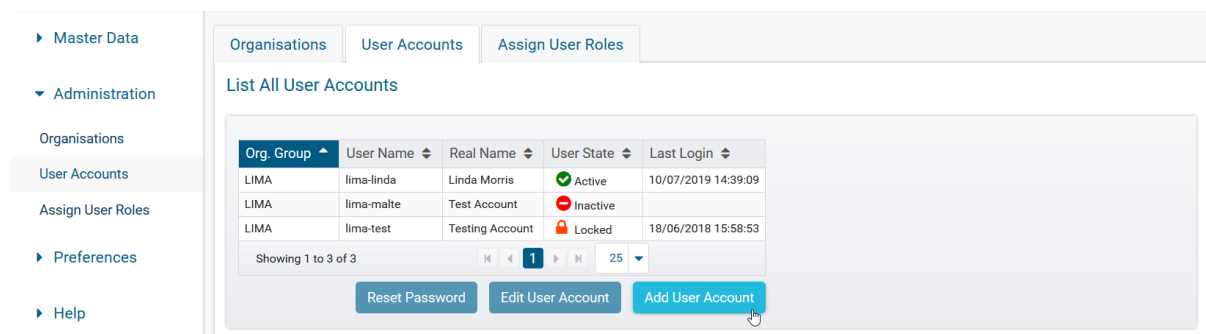 Master Data
Administration
Organisations
User Accounts
Assign User Roles
Preferences
Help
Organisations User Accounts Assign User Roles
List All User Accounts
Org. Group User Name Real Name User State Last Login
LIMA lima-linda Linda Morris Active 10/07/2019 14:39:09
LIMA lima-malte Test Account Inactive
LIMA lima-test Testing Account Locked 18/06/2018 15:58:53
Showing 1 to 3 of 3 1 25
Reset Password Edit User Account Add User Account